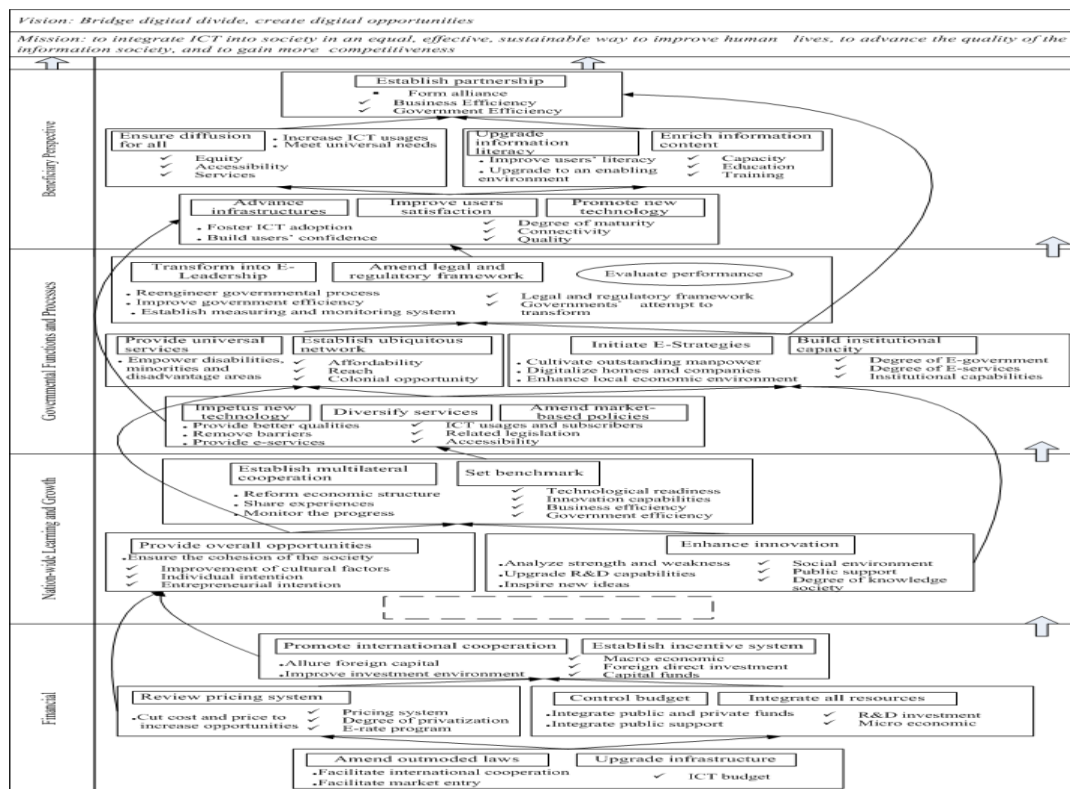 Vision: Bridge digital divide, create digital opportunities
Mission: to integrate ICT into society in an equal, effective, sustainable way to improve human lives, to advance the quality of the
information society, and to gain more competitiveness
Beneficiary Perspective
Establish partnership
▪ Form alliance
✓ Business Efficiency
✓ Government Efficiency
Ensure diffusion
for all
• Increase ICT usages
• Meet universal needs
✓ Equity
✓ Accessibility
✓ Services
Upgrade
information
literacy
• Improve users' literacy
• Upgrade to an enabling
environment
Enrich information
content
✓ Capacity
✓ Education
✓ Training
Advance
infrastructures
Improve users
satisfaction
Promote new
technology
• Foster ICT adoption
• Build users' confidence
✓ Degree of maturity
✓ Connectivity
✓ Quality
Governmental Functions and Processes
Transform into E-
Leadership
Amend legal and
regulatory framework
Evaluate performance
• Reengineer governmental process
• Improve government efficiency
• Establish measuring and monitoring system
✓ Legal and regulatory framework
✓ Governments' attempt to
transform
Provide universal
services
Establish ubiquitous
network
• Empower disabilities,
minorities and
disadvantage areas
✓ Affordability
✓ Reach
✓ Colonial opportunity
Initiate E-Strategies
Build institutional
capacity
• Cultivate outstanding manpower
• Digitalize homes and companies
• Enhance local economic environment
✓ Degree of E-government
✓ Degree of E-services
✓ Institutional capabilities
Impetus new
technology
Diversify services
Amend market-
based policies
• Provide better qualities
• Remove barriers
• Provide e-services
✓ ICT usages and subscribers
✓ Related legislation
✓ Accessibility
Nation-wide Learning and Growth
Establish multilateral
cooperation
Set benchmark
• Reform economic structure
• Share experiences
• Monitor the progress
✓ Technological readiness
✓ Innovation capabilities
✓ Business efficiency
✓ Government efficiency
Provide overall opportunities
• Ensure the cohesion of the society
✓ Improvement of cultural factors
✓ Individual intention
✓ Entrepreneurial intention
Enhance innovation
• Analyze strength and weakness
• Upgrade R&D capabilities
• Inspire new ideas
✓ Social environment
✓ Public support
✓ Degree of knowledge
society
Financial
Promote international cooperation
Establish incentive system
• Allure foreign capital
• Improve investment environment
✓ Macro economic
✓ Foreign direct investment
✓ Capital funds
Review pricing system
• Cut cost and price to
increase opportunities
✓ Pricing system
✓ Degree of privatization
✓ E-rate program
Control budget
Integrate all resources
• Integrate public and private funds
• Integrate public support
✓ R&D investment
✓ Micro economic
Amend outmoded laws
Upgrade infrastructure
• Facilitate international cooperation
• Facilitate market entry
✓ ICT budget